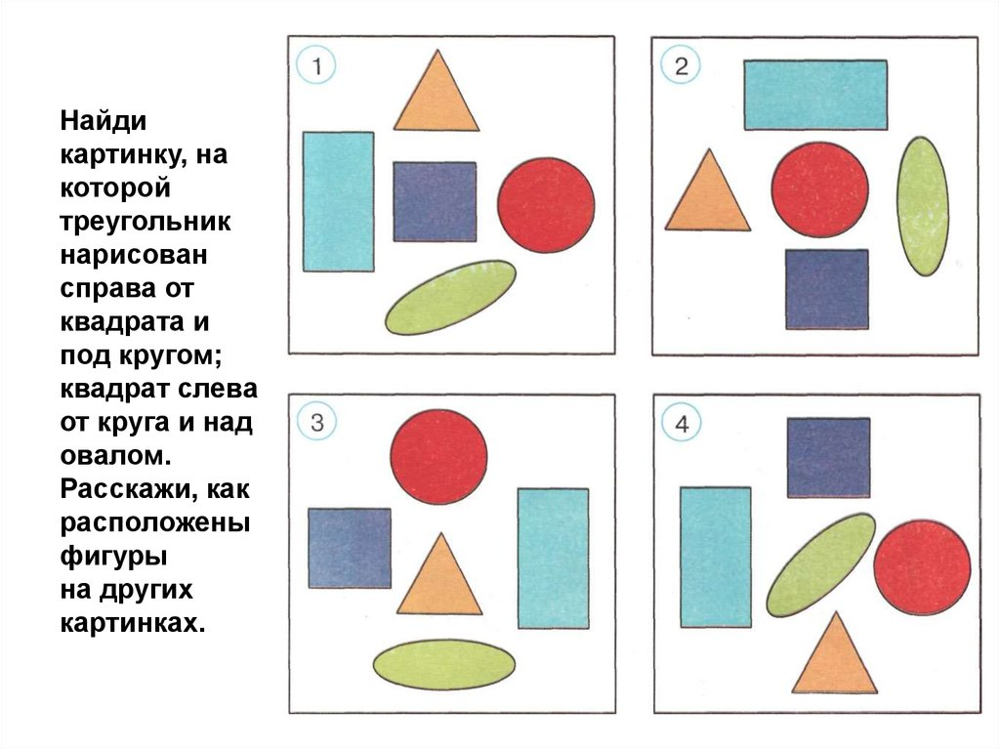 Найди
картинку, на
которой
треугольник
нарисован
справа от
квадрата и
под кругом;
квадрат слева
от круга и над
овалом.
Расскажи, как
расположены
фигуры
на других
картинках.
1
2
3
4